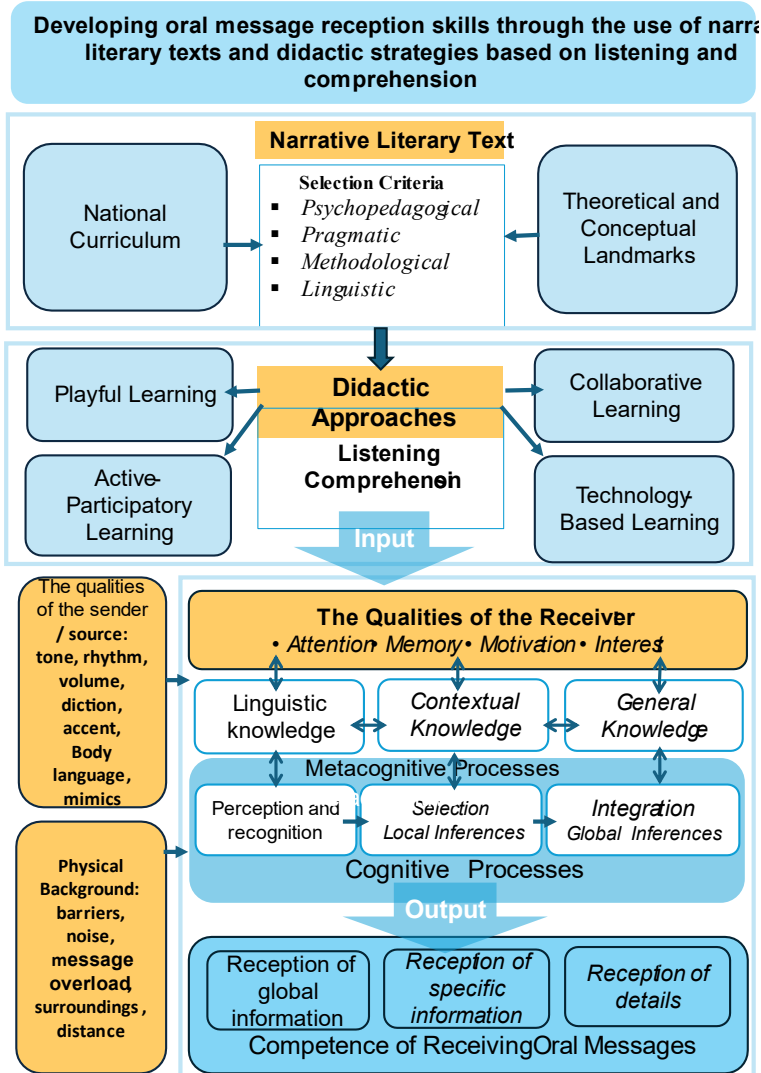 Developing oral message reception skills through the use of narra
literary texts and didactic strategies based on listening and
comprehension
Narrative Literary Text
National
Curriculum
Selection Criteria
▪ Psychopedagogical
▪ Pragmatic
▪ Methodological
▪ Linguistic
Theoretical and
Conceptual
Landmarks
Playful Learning
Didactic
Approaches
Collaborative
Learning
Active-
Participatory
Learning
Listening
Comprehension
Technology-
Based Learning
Input
The qualities
of the sender
/ source:
tone, rhythm,
volume,
diction,
accent,
Body
language,
mimics
The Qualities of the Receiver
• Attention • Memory • Motivation • Interest
Linguistic
knowledge
Contextual
Knowledge
General
Knowledge
Metacognitive Processes
Perception and
recognition
Selection
Local Inferences
Integration
Global Inferences
Cognitive Processes
Physical
Background:
barriers,
noise,
message
overload,
surroundings,
distance
Output
Reception of
global
information
Reception of
specific
information
Reception of
details
Competence of Receiving Oral Messages